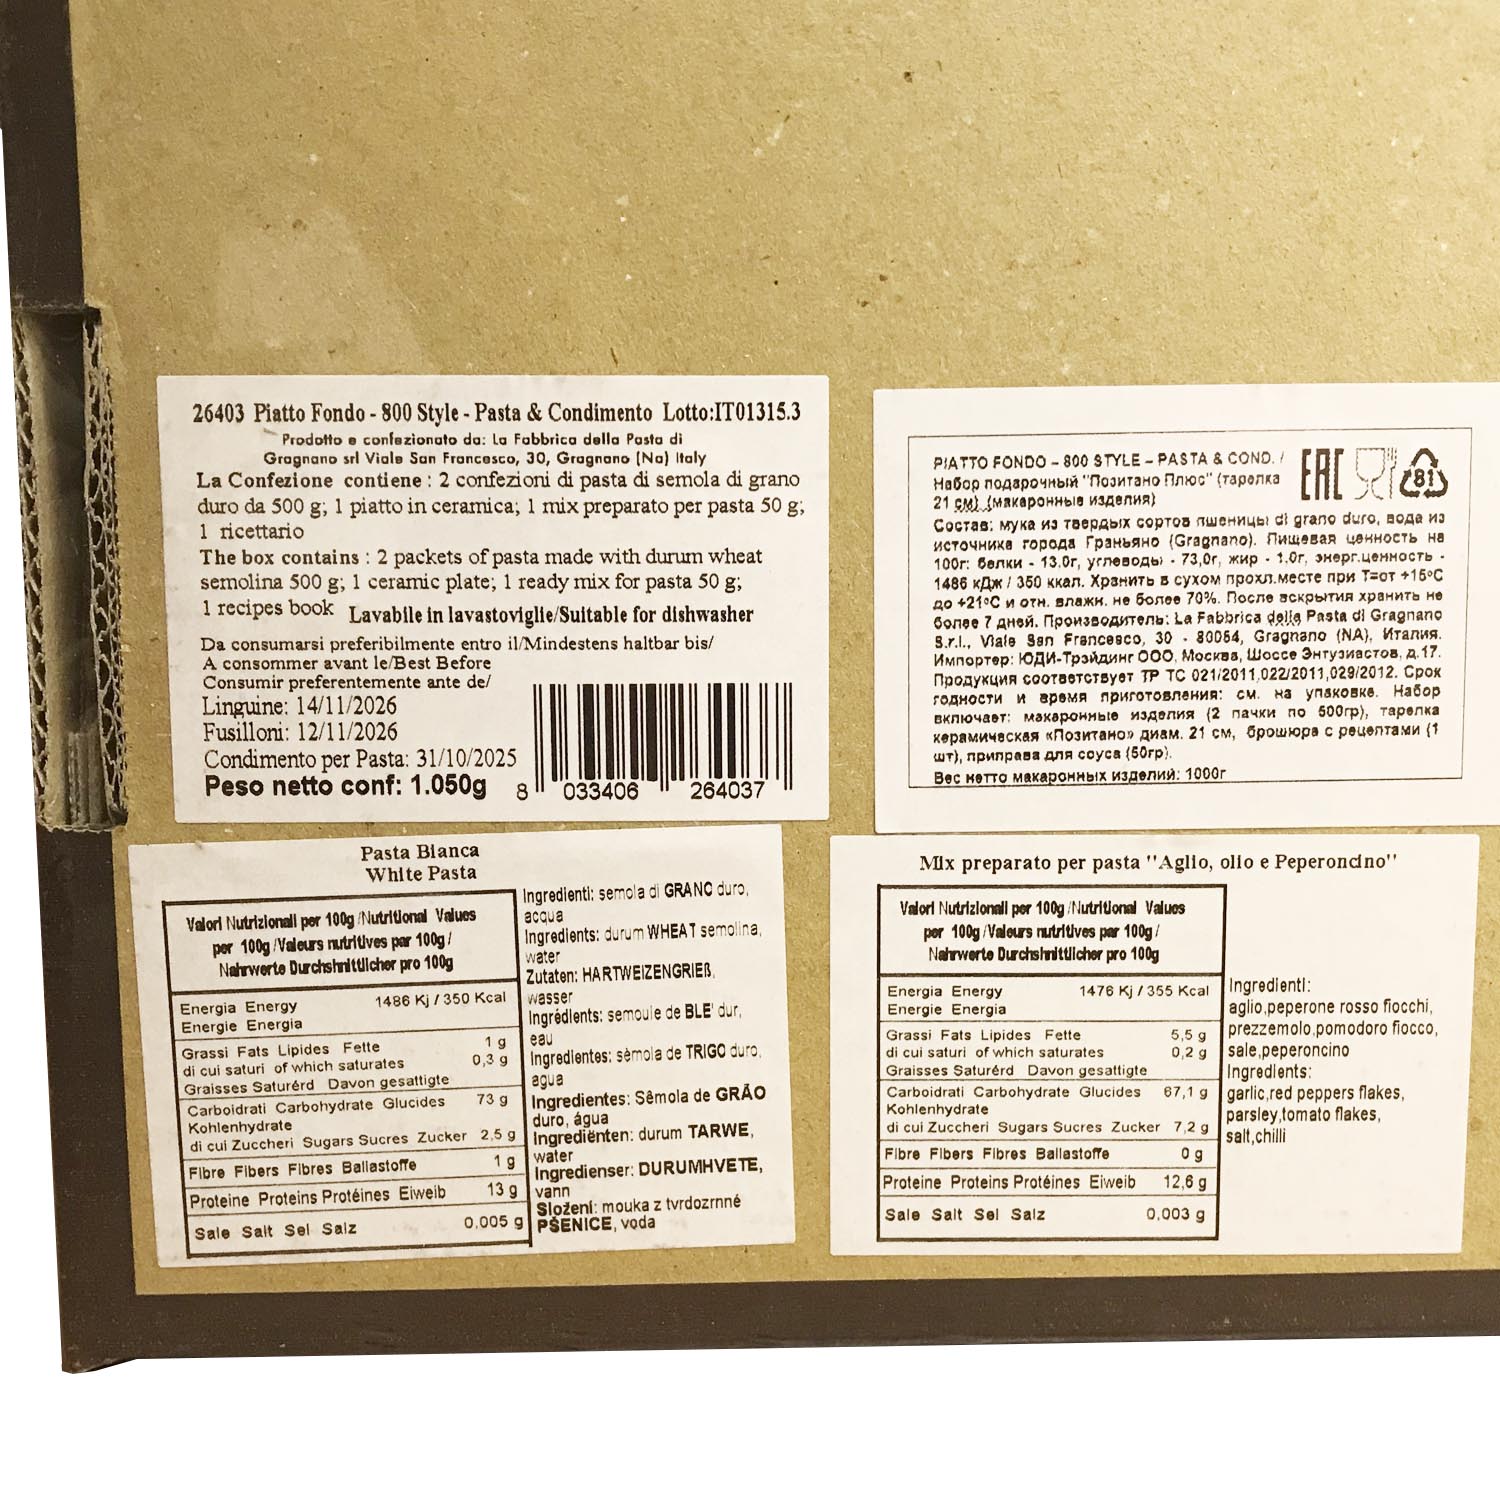 26403 Piatto Fondo - 800 Style - Pasta & Condimento Lotto:IT01315.3
Prodotto e confezionato da: La Fabbrica della Pasta di
Gragnano srl Viale San Francesco, 30, Gragnano (Na) Italy
La Confezione contiene : 2 confezioni di pasta di semola di grano
duro da 500 g; 1 piatto in ceramica; 1 mix preparato per pasta 50 g;
1 ricettario
The box contains : 2 packets of pasta made with durum wheat
semolina 500 g; 1 ceramic plate; 1 ready mix for pasta 50 g;
1 recipes book Lavabile in lavastoviglie/Suitable for dishwasher
Da consumarsi preferibilmente entro il/Mindestens haltbar bis/
A consommer avant le/Best Before
Consumir preferentemente ante de/
Linguine: 14/11/2026
Fusilloni: 12/11/2026
Condimento per Pasta: 31/10/2025
Peso netto conf: 1.050g
8 033406 264037
PIATTO FONDO – 800 STYLE – PASTA & COND. /
Набор подарочный "Позитано Плюс" (тарелка
21 см) (макаронные изделия)
EAC
81
Состав: мука из твердых сортов пшеницы di grano duro, вода из
источника города Граньяно (Gragnano). Пищевая ценность на
100г: белки - 13,0г, углеводы - 73,0г, жир - 1.0г, энерг.ценность -
1486 кДж / 350 ккал. Хранить в сухом прохл.месте при Т=от +15°С
до +21°С и отн. влажн. не более 70%. После вскрытия хранить не
более 7 дней. Производитель: La Fabbrica della Pasta di Gragnano
S.r.l., Viale San Francesco, 30 - 80054, Gragnano (NA), Италия.
Импортер: ЮДИ-Трэйдинг ООО, Москва, Шоссе Энтузиастов, д.17.
Продукция соответствует ТР ТС 021/2011,022/2011,029/2012. Срок
годности и время приготовления: см. на упаковке. Набор
включает: макаронные изделия (2 пачки по 500гр), тарелка
керамическая «Позитано» диам. 21 см, брошюра с рецептами (1
шт), приправа для соуса (50гр).
Вес нетто макаронных изделий: 1000г
Pasta Bianca
White Pasta
Valori Nutrizionali per 100g /Nutritional Values
per 100g /Valeurs nutritives par 100g /
Nahrwerte Durchshnittlicher pro 100g
Energia Energy 1486 Kj / 350 Kcal
Energie Energia
Grassi Fats Lipides Fette 1 g
di cui saturi of which saturates 0,3 g
Graisses Saturérd Davon gesattigte
Carboidrati Carbohydrate Glucides 73 g
Kohlenhydrate
di cui Zuccheri Sugars Sucres Zucker 2,5 g
Fibre Fibers Fibres Ballastoffe 1 g
Proteine Proteins Protéines Eiweib 13 g
Sale Salt Sel Salz 0,005 g
Ingredienti: semola di GRANO duro,
acqua
Ingredients: durum WHEAT semolina,
water
Zutaten: HARTWEIZENGRIEß,
wasser
Ingrédients: semoule de BLE' dur,
eau
Ingredientes: sèmola de TRIGO duro,
agua
Ingredientes: Sêmola de GRÃO
duro, água
Ingrediënten: durum TARWE,
water
Ingredienser: DURUMHVETE,
vann
Složení: mouka z tvrdozrnné
PŠENICE, voda
Mix preparato per pasta "Aglio, olio e Peperoncino"
Valori Nutrizionali per 100g /Nutritional Values
per 100g /Valeurs nutritives par 100g /
Nahrwerte Durchshnittlicher pro 100g
Energia Energy 1476 Kj / 355 Kcal
Energie Energia
Grassi Fats Lipides Fette 5,5 g
di cui saturi of which saturates 0,2 g
Graisses Saturérd Davon gesattigte
Carboidrati Carbohydrate Glucides 67,1 g
Kohlenhydrate
di cui Zuccheri Sugars Sucres Zucker 7,2 g
Fibre Fibers Fibres Ballastoffe 0 g
Proteine Proteins Protéines Eiweib 12,6 g
Sale Salt Sel Salz 0,003 g
Ingredienti:
aglio,peperone rosso fiocchi,
prezzemolo,pomodoro fiocco,
sale,peperoncino
Ingredients:
garlic,red peppers flakes,
parsley,tomato flakes,
salt,chilli